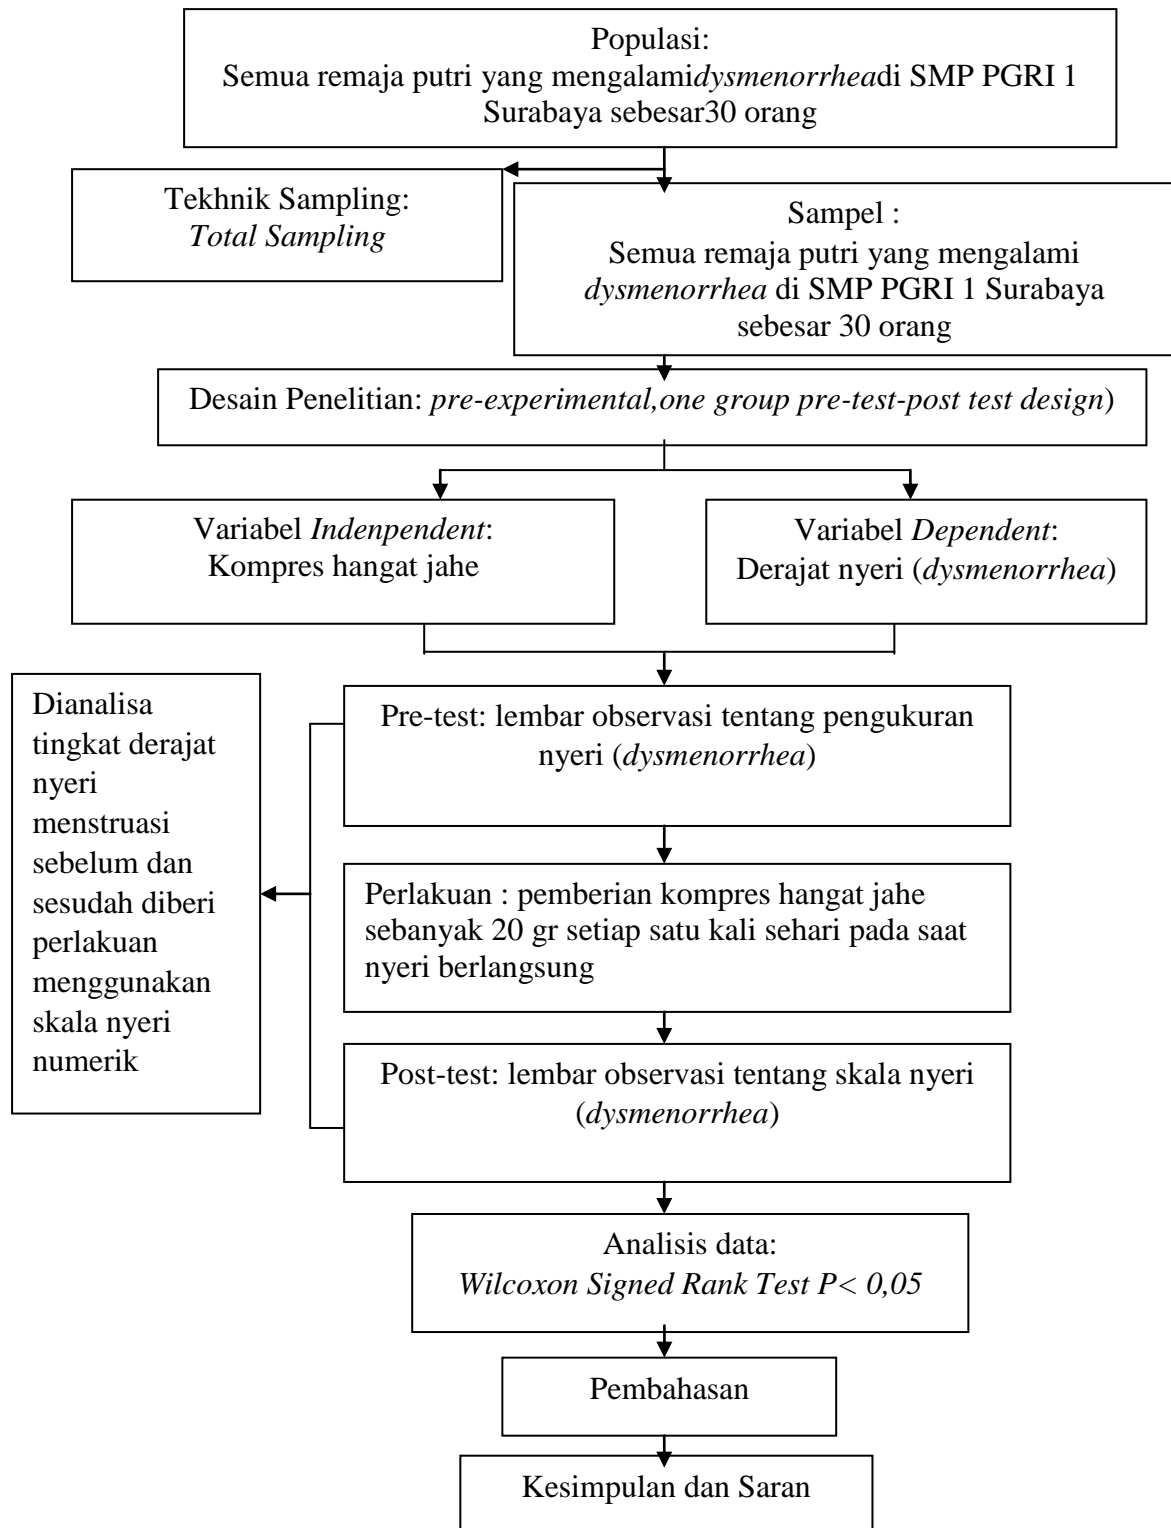 Populasi:
Semua remaja putri yang mengalamidysmenorrheadi SMP PGRI 1
Surabaya sebesar30 orang
Tekhnik Sampling:
Total Sampling
Sampel :
Semua remaja putri yang mengalami
dysmenorrhea di SMP PGRI 1 Surabaya
sebesar 30 orang
Desain Penelitian: pre-experimental,one group pre-test-post test design)
Variabel Indenpendent:
Kompres hangat jahe
Variabel Dependent:
Derajat nyeri (dysmenorrhea)
Dianalisa
tingkat derajat
nyeri
menstruasi
sebelum dan
sesudah diberi
perlakuan
menggunakan
skala nyeri
numerik
Pre-test: lembar observasi tentang pengukuran
nyeri (dysmenorrhea)
Perlakuan : pemberian kompres hangat jahe
sebanyak 20 gr setiap satu kali sehari pada saat
nyeri berlangsung
Post-test: lembar observasi tentang skala nyeri
(dysmenorrhea)
Analisis data:
Wilcoxon Signed Rank Test P< 0,05
Pembahasan
Kesimpulan dan Saran